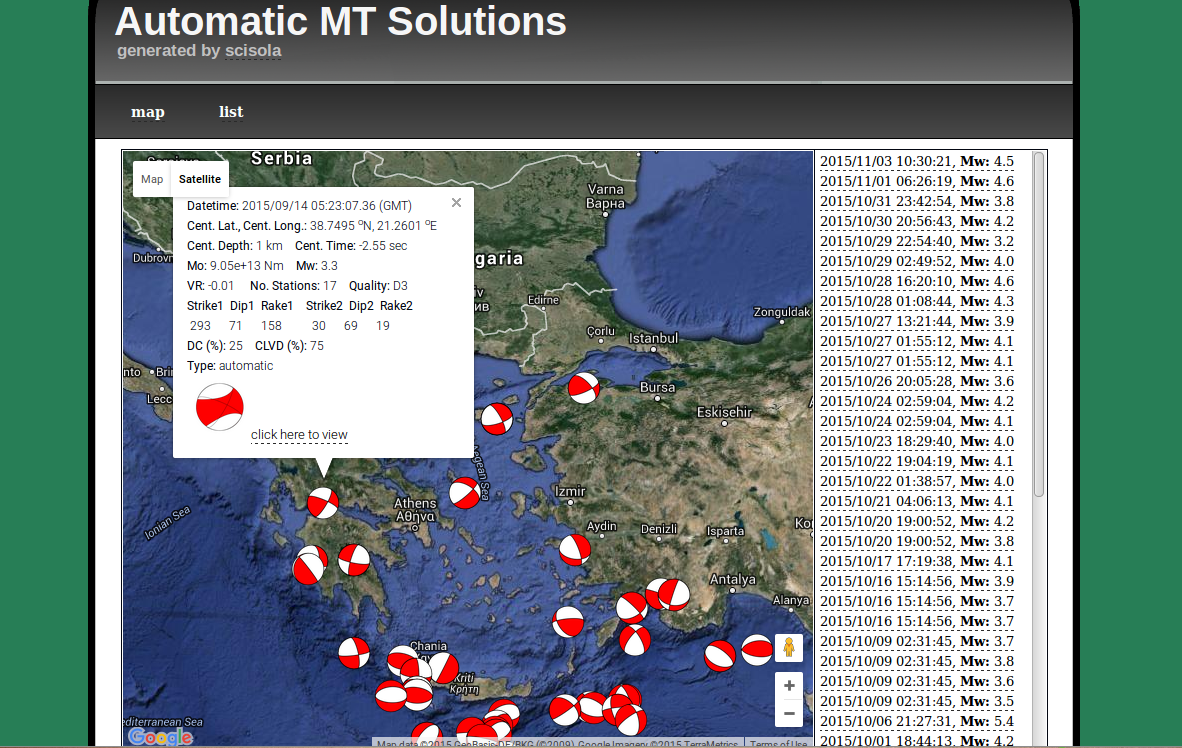 Automatic MT Solutions
generated by scisola
map
list
Serbia
Map
Satellite
Varna
Варна
Datetime: 2015/09/14 05:23:07.36 (GMT)
Cent. Lat., Cent. Long.: 38.7495 °N, 21.2601 °E
Cent. Depth: 1 km Cent. Time: -2.55 sec
Mo: 9.05e+13 Nm Mw: 3.3
VR: -0.01 No. Stations: 17 Quality: D3
Strike1 Dip1 Rake1 Strike2 Dip2 Rake2
293 71 158 30 69 19
DC (%): 25 CLVD (%): 75
Type: automatic
click here to view
Dubrovn
garia
iv
ив
Edirne
Zonguldak
Çorlu
Istanbul
nto
Bri
Lecc
Bursa
Eskisehir
Aegean Sea
Izmir
Athens
Αθήνα
Ionian Sea
Aydin
Denizli
Isparta
Ko
Antalya
Alanya
Chania
Kriti
Κρήτη
editerranean Sea
Google
Map data ©2015 GeoBasis-DE/BKG (©2009), Google Imagery ©2015 TerraMetrics
Terms of Use
2015/11/03 10:30:21, Mw: 4.5
2015/11/01 06:26:19, Mw: 4.6
2015/10/31 23:42:54, Mw: 3.8
2015/10/30 20:56:43, Mw: 4.2
2015/10/29 22:54:40, Mw: 3.2
2015/10/29 02:49:52, Mw: 4.0
2015/10/28 16:20:10, Mw: 4.6
2015/10/28 01:08:44, Mw: 4.3
2015/10/27 13:21:44, Mw: 3.9
2015/10/27 01:55:12, Mw: 4.1
2015/10/27 01:55:12, Mw: 4.1
2015/10/26 20:05:28, Mw: 3.6
2015/10/24 02:59:04, Mw: 4.2
2015/10/24 02:59:04, Mw: 4.1
2015/10/23 18:29:40, Mw: 4.0
2015/10/22 19:04:19, Mw: 4.1
2015/10/22 01:38:57, Mw: 4.0
2015/10/21 04:06:13, Mw: 4.1
2015/10/20 19:00:52, Mw: 4.2
2015/10/20 19:00:52, Mw: 3.8
2015/10/17 17:19:38, Mw: 4.1
2015/10/16 15:14:56, Mw: 3.9
2015/10/16 15:14:56, Mw: 3.7
2015/10/16 15:14:56, Mw: 3.7
2015/10/09 02:31:45, Mw: 3.7
2015/10/09 02:31:45, Mw: 3.8
2015/10/09 02:31:45, Mw: 3.6
2015/10/09 02:31:45, Mw: 3.5
2015/10/06 21:27:31, Mw: 5.4
2015/10/01 18:44:13, Mw: 4.2